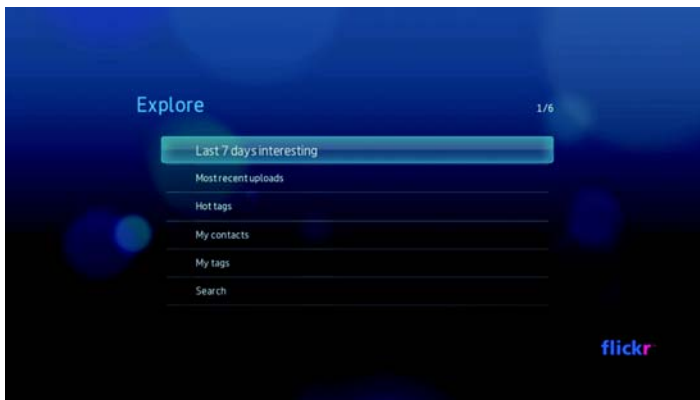 Explore
1/6
Last 7 days interesting
Most recent uploads
Hot tags
My contacts
My tags
Search
flickr